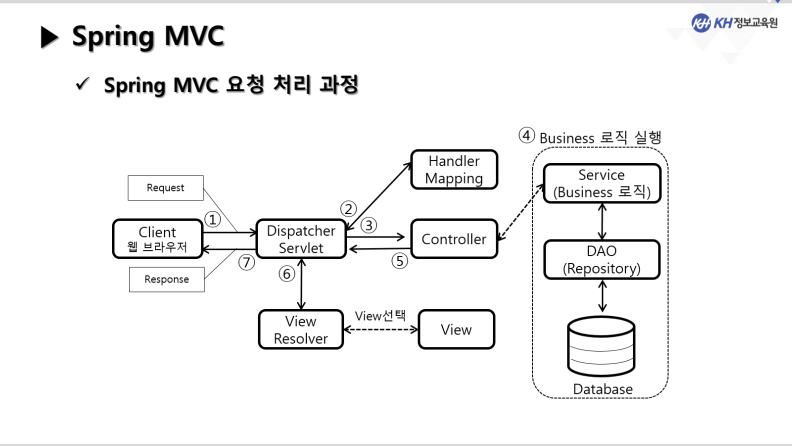 KH KH 정보교육원
▶ Spring MVC
✓ Spring MVC 요청 처리 과정
④ Business 로직 실행
Handler
Mapping
Service
(Business 로직)
Request
①
②
③
Client
웹 브라우저
Dispatcher
Servlet
Controller
DAO
(Repository)
⑦
⑥
⑤
Response
View
Resolver
View선택
View
Database